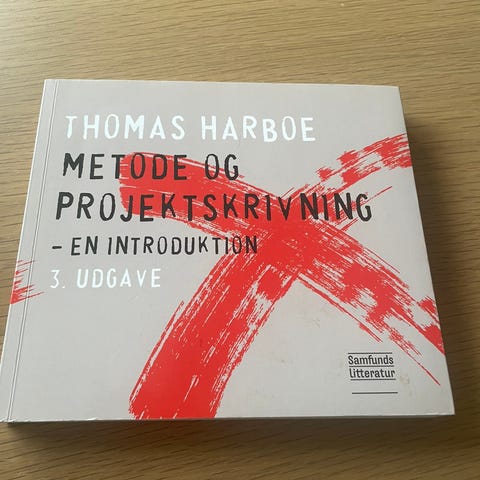 THOMAS HARBOE
METODE OG
PROJEKTSKRIVNING
– EN INTRODUKTION
3. UDGAVE
Samfunds
litteratur